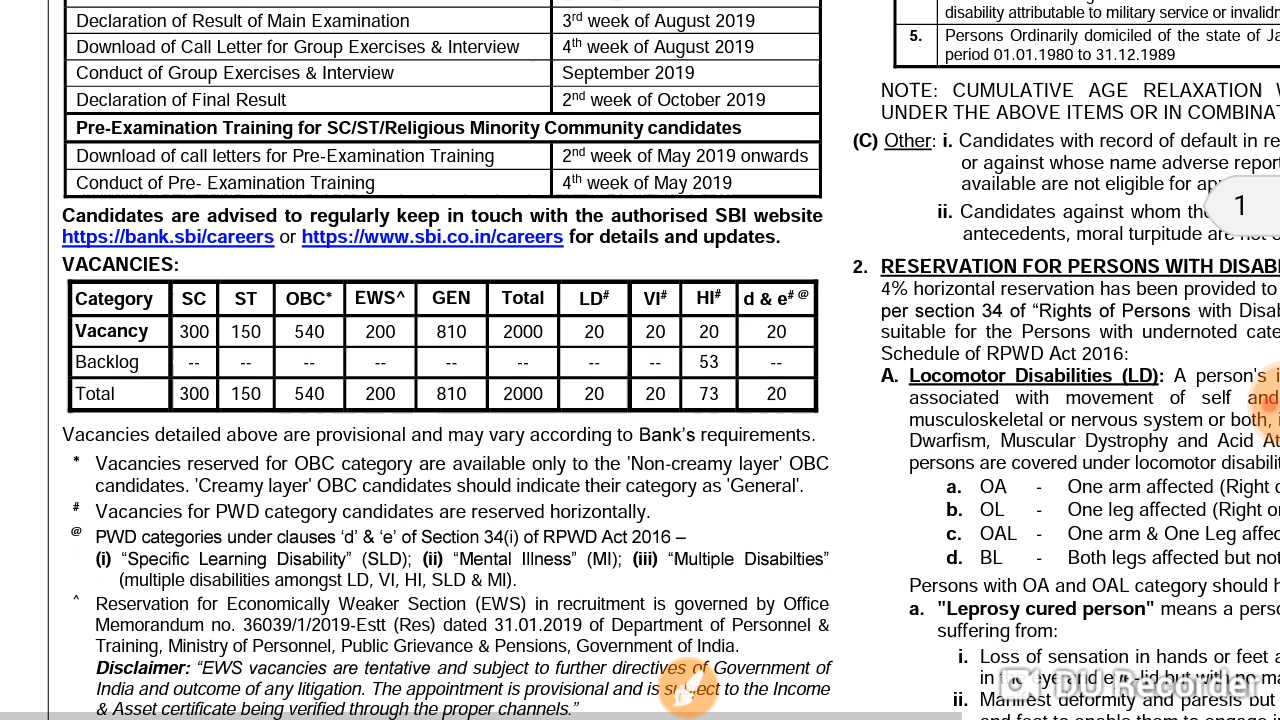 Declaration of Result of Main Examination 3rd week of August 2019
Download of Call Letter for Group Exercises & Interview 4th week of August 2019
Conduct of Group Exercises & Interview September 2019
Declaration of Final Result 2nd week of October 2019
Pre-Examination Training for SC/ST/Religious Minority Community candidates
Download of call letters for Pre-Examination Training 2nd week of May 2019 onwards
Conduct of Pre- Examination Training 4th week of May 2019
Candidates are advised to regularly keep in touch with the authorised SBI website
https://bank.sbi/careers or https://www.sbi.co.in/careers for details and updates.
VACANCIES:
Category SC ST OBC* EWS^ GEN Total LD# VI# HI# d & e# @
Vacancy 300 150 540 200 810 2000 20 20 20 20
Backlog -- -- -- -- -- -- -- -- 53 --
Total 300 150 540 200 810 2000 20 20 73 20
Vacancies detailed above are provisional and may vary according to Bank's requirements.
* Vacancies reserved for OBC category are available only to the 'Non-creamy layer' OBC
candidates. 'Creamy layer' OBC candidates should indicate their category as 'General'.
# Vacancies for PWD category candidates are reserved horizontally.
@ PWD categories under clauses 'd' & 'e' of Section 34(i) of RPWD Act 2016 –
(i) "Specific Learning Disability" (SLD); (ii) "Mental Illness" (MI); (iii) "Multiple Disabilties"
(multiple disabilities amongst LD, VI, HI, SLD & MI).
^ Reservation for Economically Weaker Section (EWS) in recruitment is governed by Office
Memorandum no. 36039/1/2019-Estt (Res) dated 31.01.2019 of Department of Personnel &
Training, Ministry of Personnel, Public Grievance & Pensions, Government of India.
Disclaimer: "EWS vacancies are tentative and subject to further directives of Government of
India and outcome of any litigation. The appointment is provisional and is subject to the Income
& Asset certificate being verified through the proper channels."
disability attributable to military service or
5. Persons Ordinarily domiciled of the state of
period 01.01.1980 to 31.12.1989
NOTE: CUMULATIVE AGE RELAXATION
UNDER THE ABOVE ITEMS OR IN
(C) Other: i. Candidates with record of default in
or against whose name adverse
available are not eligible for
1
ii. Candidates against whom
antecedents, moral turpitude are not
2. RESERVATION FOR PERSONS WITH
4% horizontal reservation has been provided to
per section 34 of "Rights of Persons with
suitable for the Persons with undernoted
Schedule of RPWD Act 2016:
A. Locomotor Disabilities (LD): A person's
associated with movement of self and
musculoskeletal or nervous system or both,
Dwarfism, Muscular Dystrophy and Acid
persons are covered under locomotor
a. OA - One arm affected (Right
b. OL - One leg affected (Right
c. OAL - One arm & One Leg
d. BL - Both legs affected but
Persons with OA and OAL category should
a. "Leprosy cured person" means a
suffering from:
i. Loss of sensation in hands or feet
in the eye and eye-lid but with no
ii. Manifest deformity and paresis but
DU Recorder